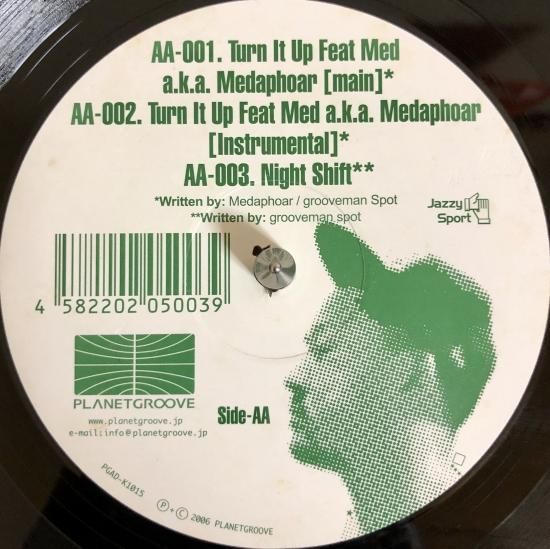 AA-001. Turn It Up Feat Med
a.k.a. Medaphoar [main]*
AA-002. Turn It Up Feat Med a.k.a. Medaphoar
[Instrumental]*
AA-003. Night Shift**
*Written by: Medaphoar / grooveman Spot
**Written by: grooveman spot
Jazzy
Sport
4 582202 050039
PLANETGROOVE
www.planetgroove.jp
e-mail:info@planetgroove.jp
Side-AA
PGAD-K1015
Ⓟ+Ⓒ 2006 PLANETGROOVE